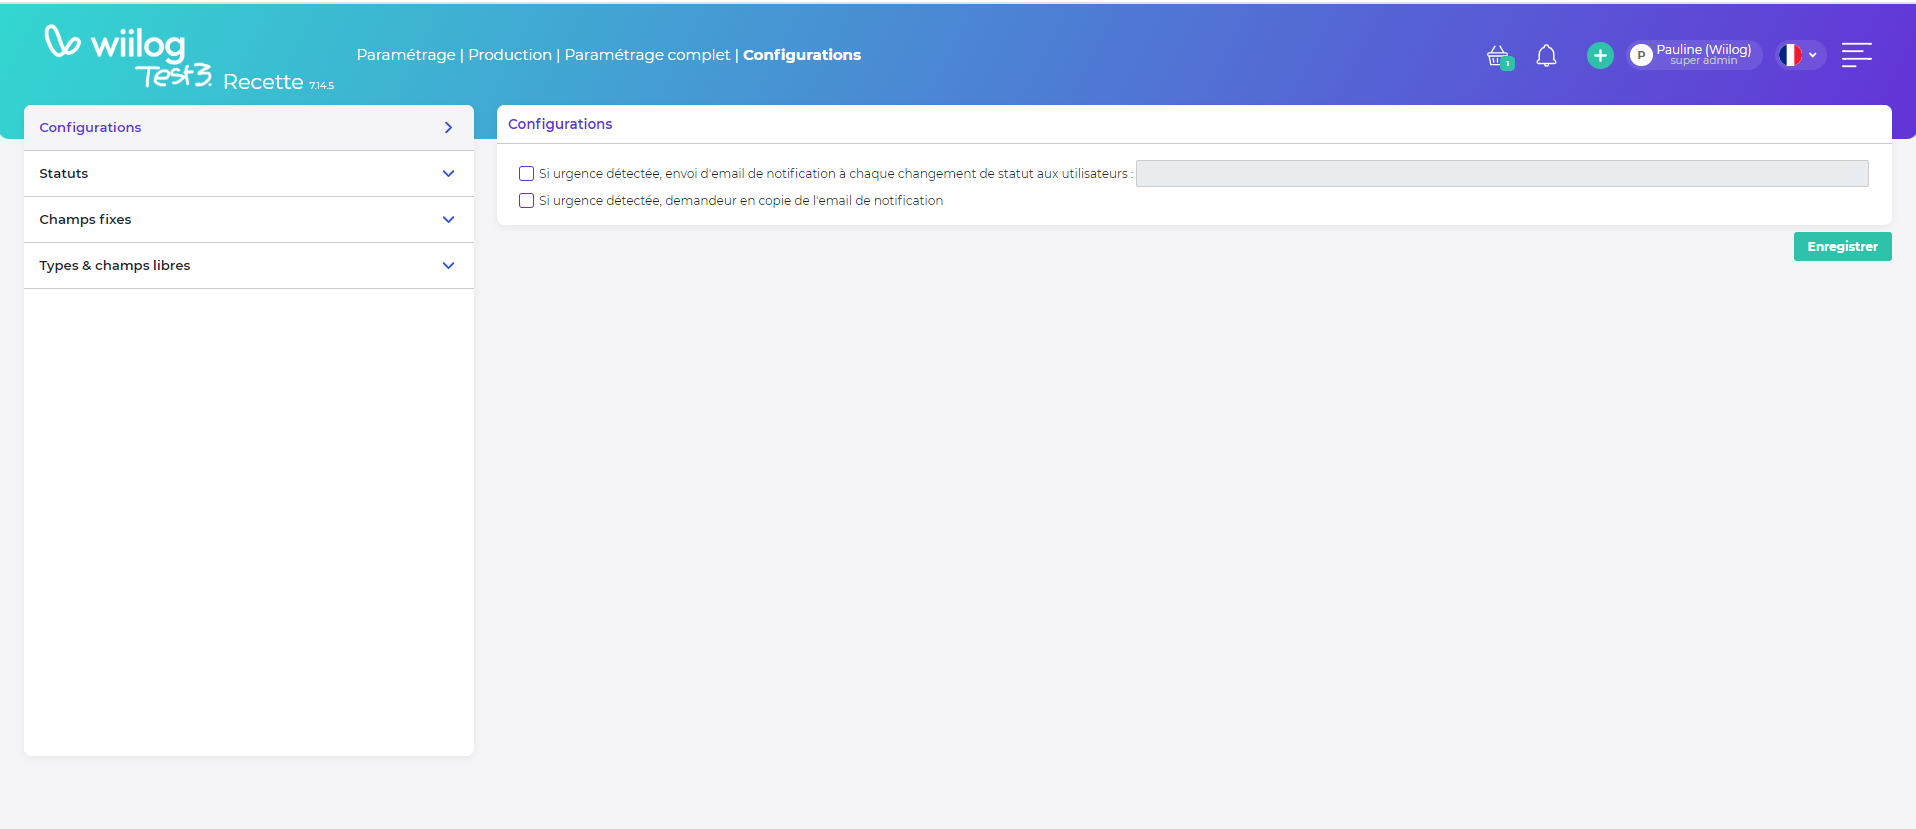 wiilog
Test3
Recette 7.14.5
Paramétrage | Production | Paramétrage complet | Configurations
1
P
Pauline (Wiilog)
super admin
Configurations
Statuts
Champs fixes
Types & champs libres
Configurations
Si urgence détectée, envoi d'email de notification à chaque changement de statut aux utilisateurs :
Si urgence détectée, demandeur en copie de l'email de notification
Enregistrer